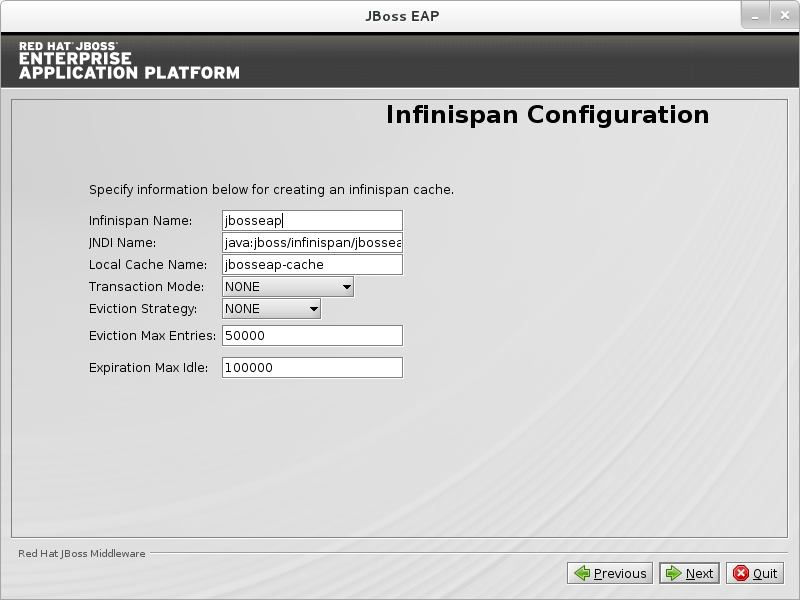 JBoss EAP
RED HAT® JBOSS®
ENTERPRISE
APPLICATION PLATFORM
Infinispan Configuration
Specify information below for creating an infinispan cache.
Infinispan Name: jbosseap
JNDI Name: java:jboss/infinispan/jbossea
Local Cache Name: jbosseap-cache
Transaction Mode: NONE
Eviction Strategy: NONE
Eviction Max Entries: 50000
Expiration Max Idle: 100000
Red Hat JBoss Middleware
Previous Next Quit